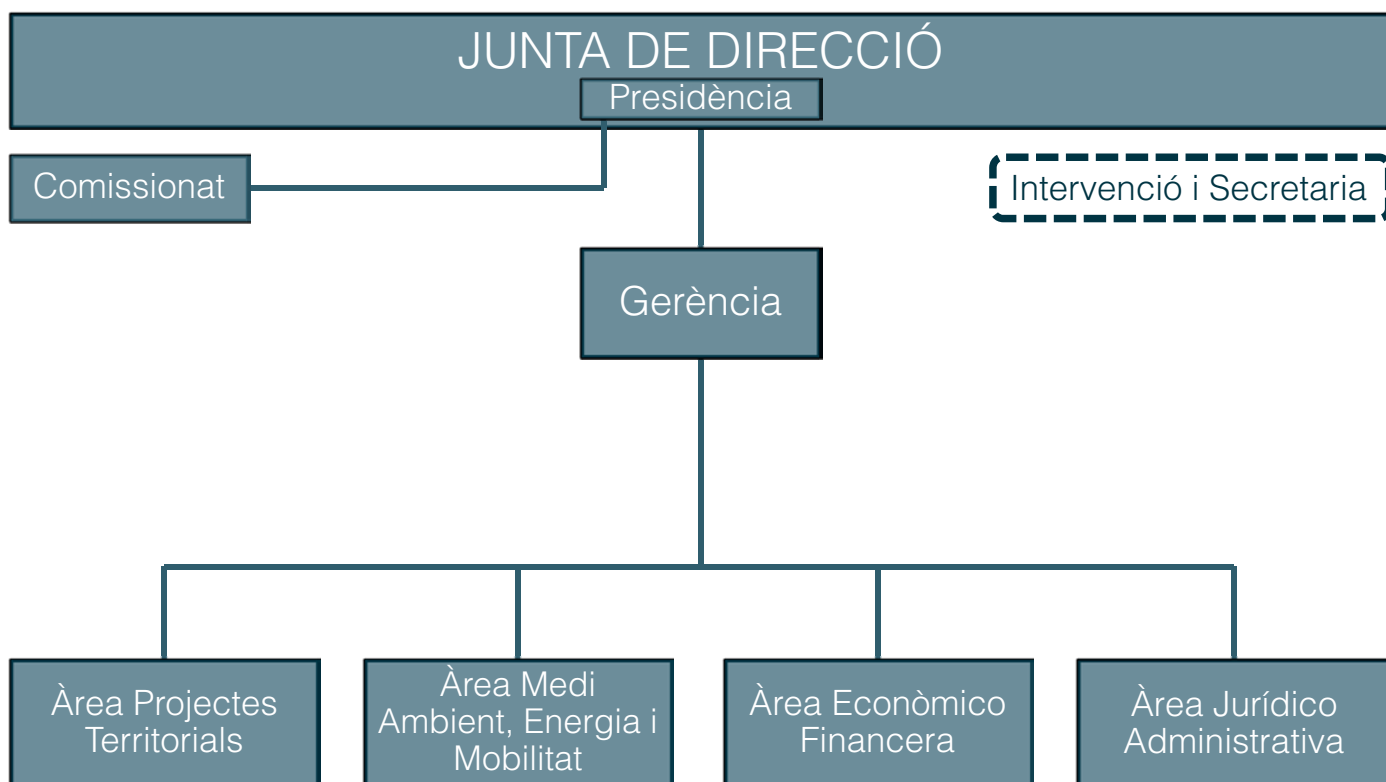 JUNTA DE DIRECCIÓ
Presidència
Comissionat
Intervenció i Secretaria
Gerència
Àrea Projectes
Territorials
Àrea Medi
Ambient, Energia i
Mobilitat
Àrea Econòmico
Financera
Àrea Jurídico
Administrativa